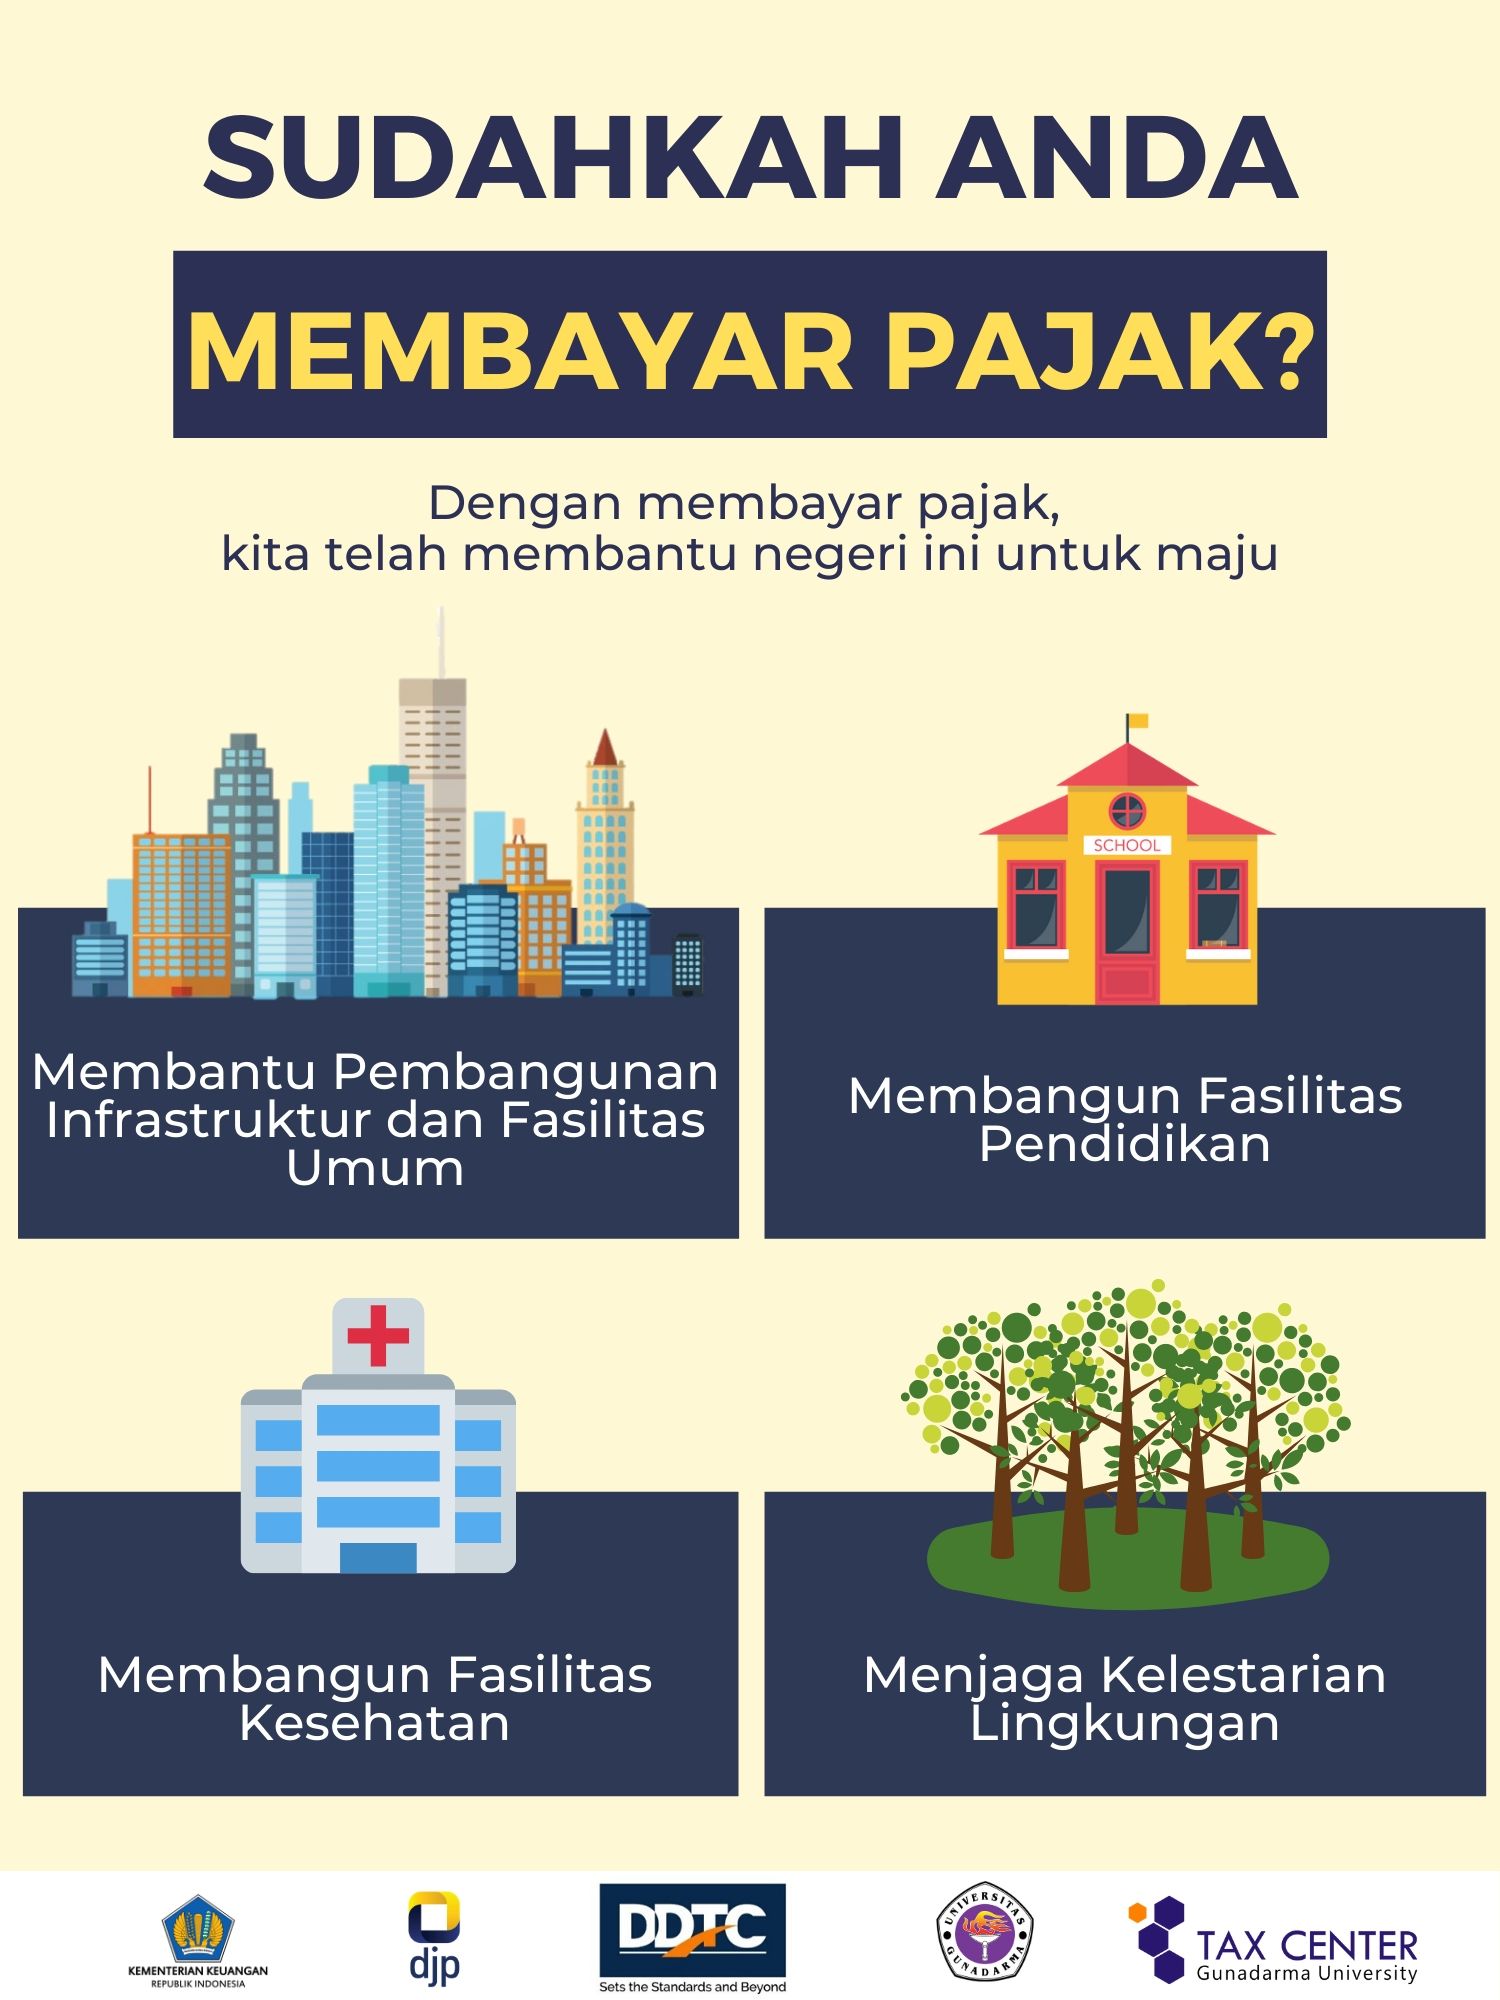 SUDAHKAH ANDA
MEMBAYAR PAJAK?
Dengan membayar pajak,
kita telah membantu negeri ini untuk maju
SCHOOL
Membantu Pembangunan
Infrastruktur dan Fasilitas
Umum
Membangun Fasilitas
Pendidikan
Membangun Fasilitas
Kesehatan
Menjaga Kelestarian
Lingkungan
KEMENTERIAN KEUANGAN
REPUBLIK INDONESIA
djp
DDTC
Sets the Standards and Beyond
UNIVERSITAS
GUNADARMA
TAX CENTER
Gunadarma University